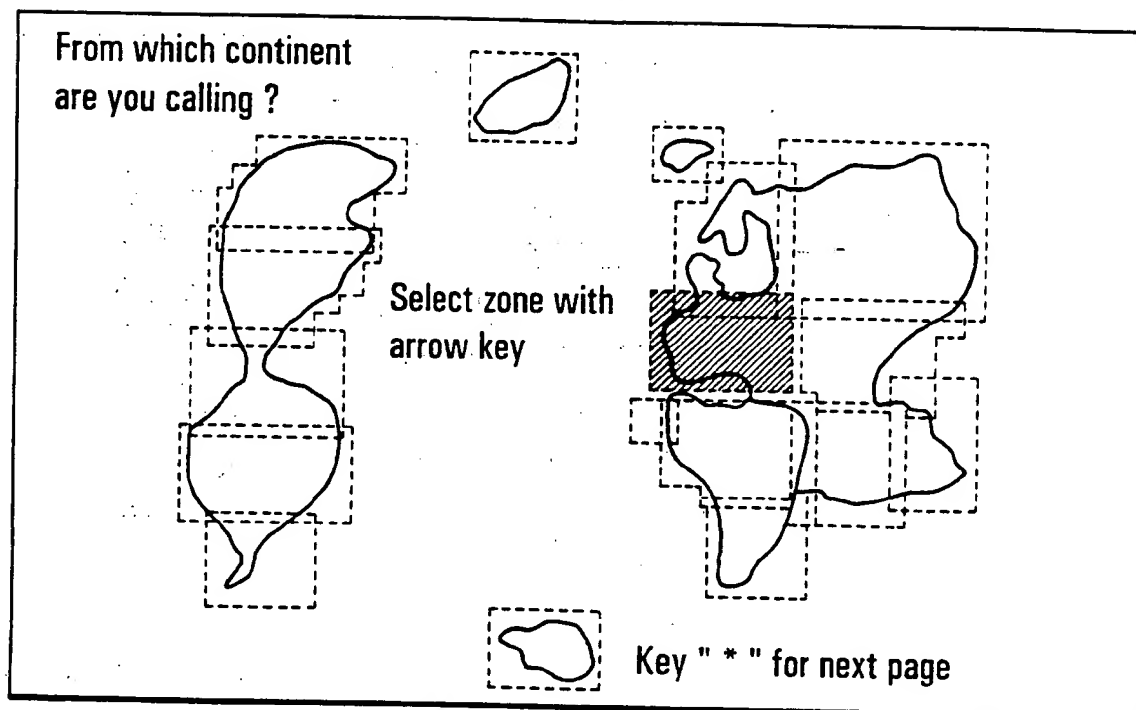 From which continent
are you calling ?
Select zone with
arrow key
Key " * " for next page